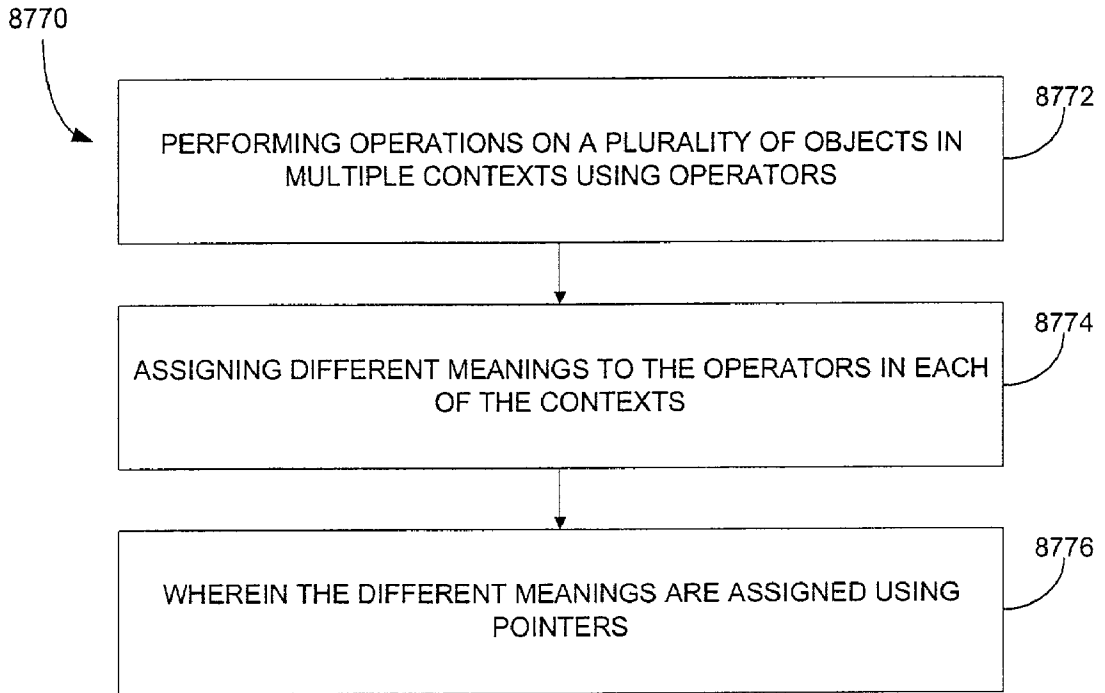 8770
8772
PERFORMING OPERATIONS ON A PLURALITY OF OBJECTS IN
MULTIPLE CONTEXTS USING OPERATORS
8774
ASSIGNING DIFFERENT MEANINGS TO THE OPERATORS IN EACH
OF THE CONTEXTS
8776
WHEREIN THE DIFFERENT MEANINGS ARE ASSIGNED USING
POINTERS